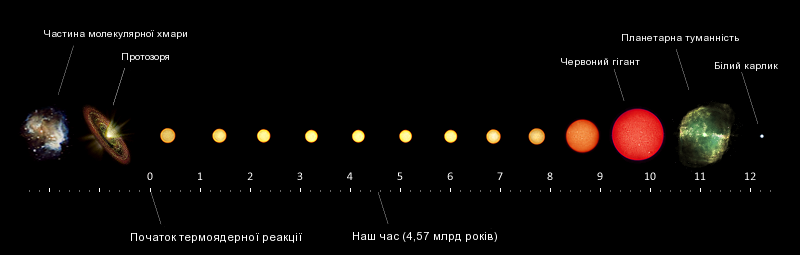 Частина молекулярної хмари
Протозоря
Червоний гігант
Планетарна туманність
Білий карлик
0 1 2 3 4 5 6 7 8 9 10 11 12
Початок термоядерної реакції
Наш час (4,57 млрд років)